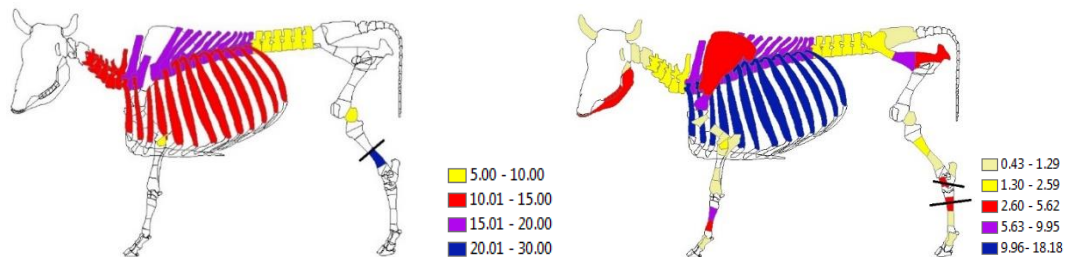 5.00 - 10.00
10.01 - 15.00
15.01 - 20.00
20.01 - 30.00
0.43 - 1.29
1.30 - 2.59
2.60 - 5.62
5.63 - 9.95
9.96- 18.18